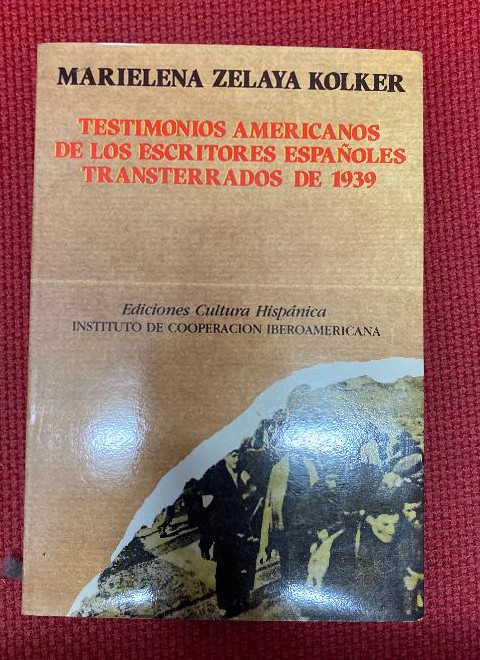 MARIELENA ZELAYA KOLKER
TESTIMONIOS AMERICANOS
DE LOS ESCRITORES ESPAÑOLES
TRANSTERRADOS DE 1939
Ediciones Cultura Hispánica
INSTITUTO DE COOPERACION IBEROAMERICANA